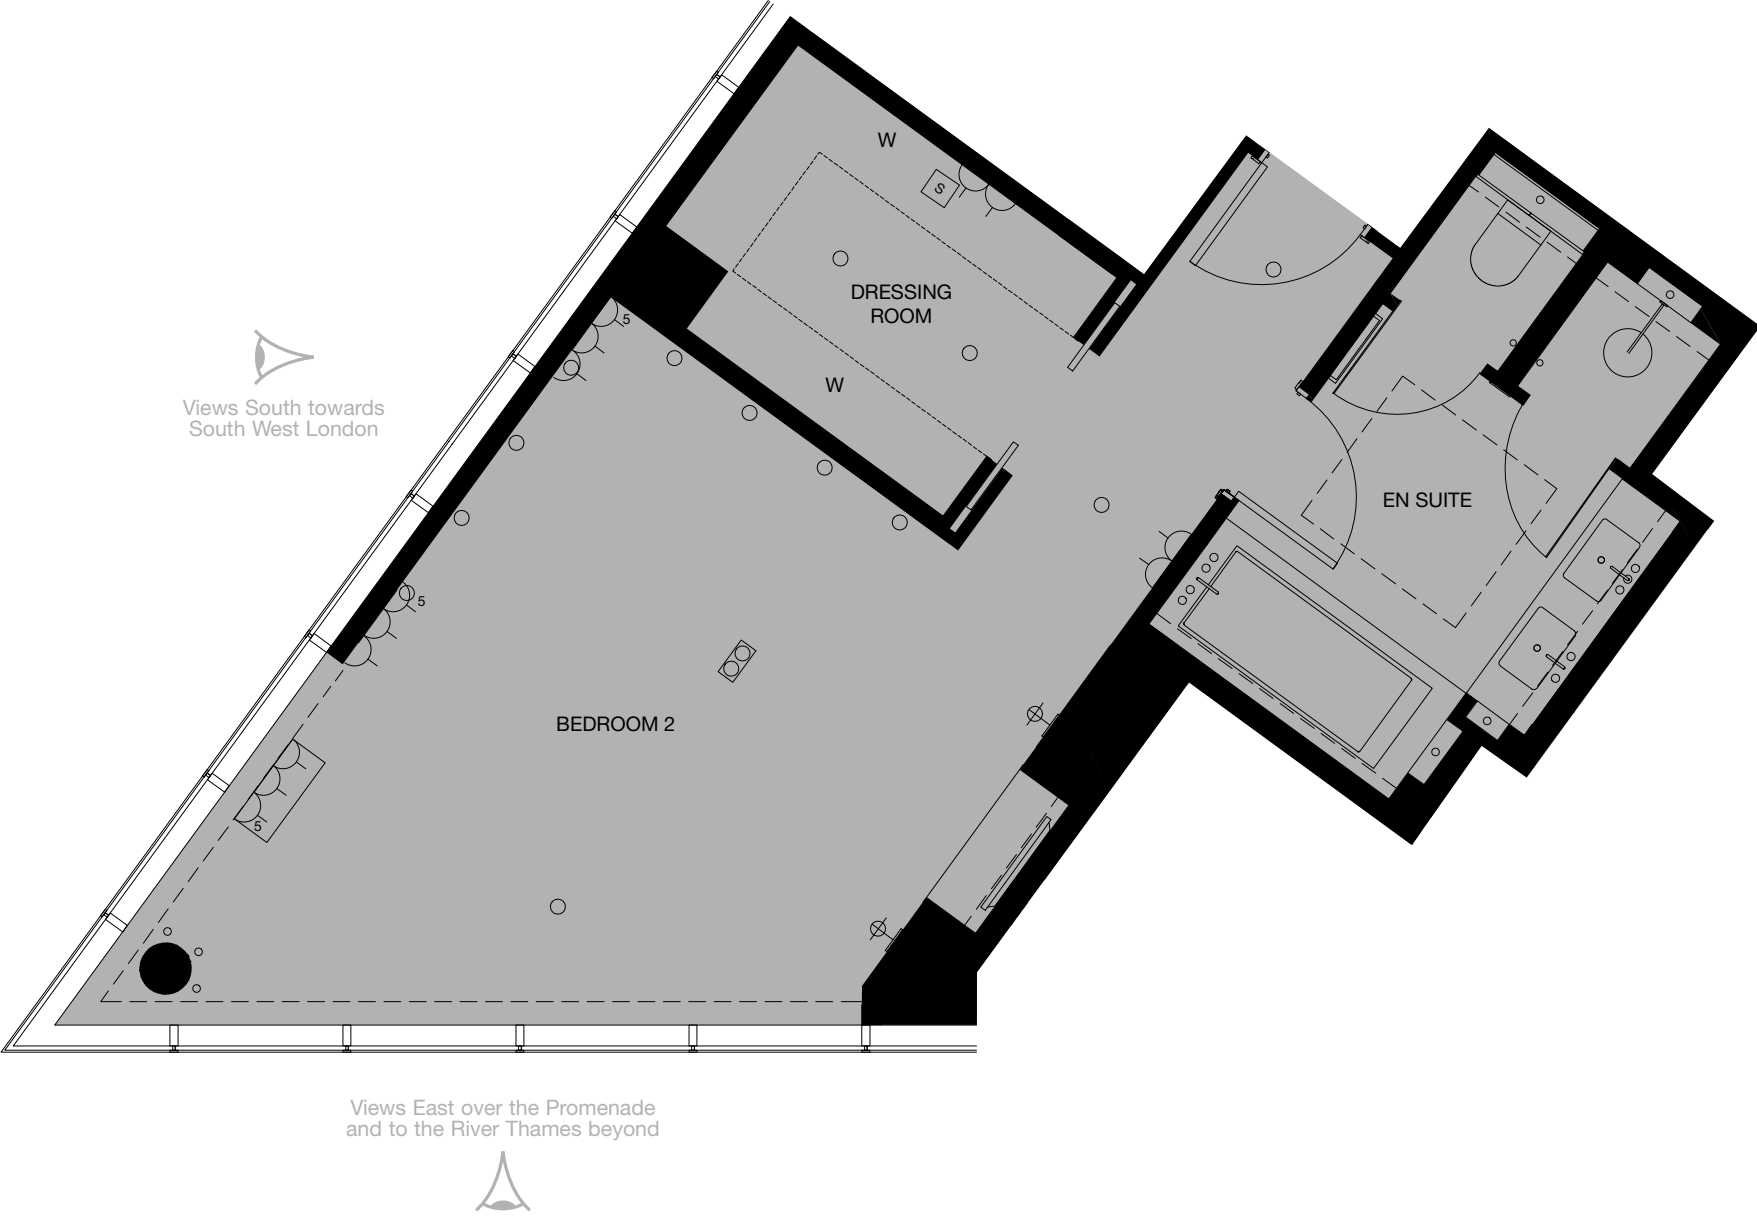 W
S
DRESSING
ROOM
5
W
Views South towards
South West London
EN SUITE
5
BEDROOM 2
5
Views East over the Promenade
and to the River Thames beyond